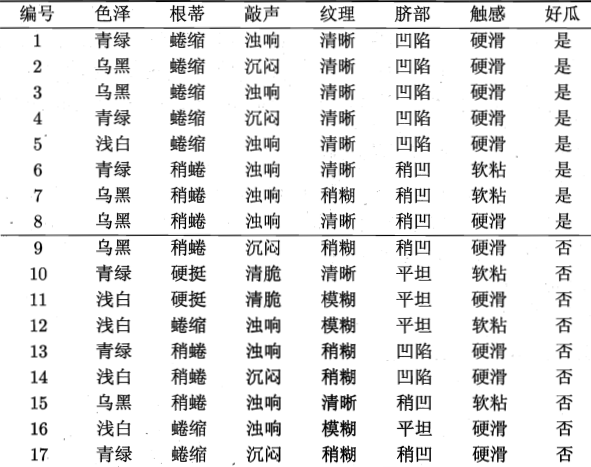 编号 色泽 根蒂 敲声 纹理 脐部 触感 好瓜
1 青绿 蜷缩 浊响 清晰 凹陷 硬滑 是
2 乌黑 蜷缩 沉闷 清晰 凹陷 硬滑 是
3 乌黑 蜷缩 浊响 清晰 凹陷 硬滑 是
4 青绿 蜷缩 沉闷 清晰 凹陷 硬滑 是
5 浅白 蜷缩 浊响 清晰 凹陷 硬滑 是
6 青绿 稍蜷 浊响 清晰 稍凹 软粘 是
7 乌黑 稍蜷 浊响 稍糊 稍凹 软粘 是
8 乌黑 稍蜷 浊响 清晰 稍凹 硬滑 是
9 乌黑 稍蜷 沉闷 稍糊 稍凹 硬滑 否
10 青绿 硬挺 清脆 清晰 平坦 软粘 否
11 浅白 硬挺 清脆 模糊 平坦 硬滑 否
12 浅白 蜷缩 浊响 模糊 平坦 软粘 否
13 青绿 稍蜷 浊响 稍糊 凹陷 硬滑 否
14 浅白 稍蜷 沉闷 稍糊 凹陷 硬滑 否
15 乌黑 稍蜷 浊响 清晰 稍凹 软粘 否
16 浅白 蜷缩 浊响 模糊 平坦 硬滑 否
17 青绿 蜷缩 沉闷 稍糊 稍凹 硬滑 否